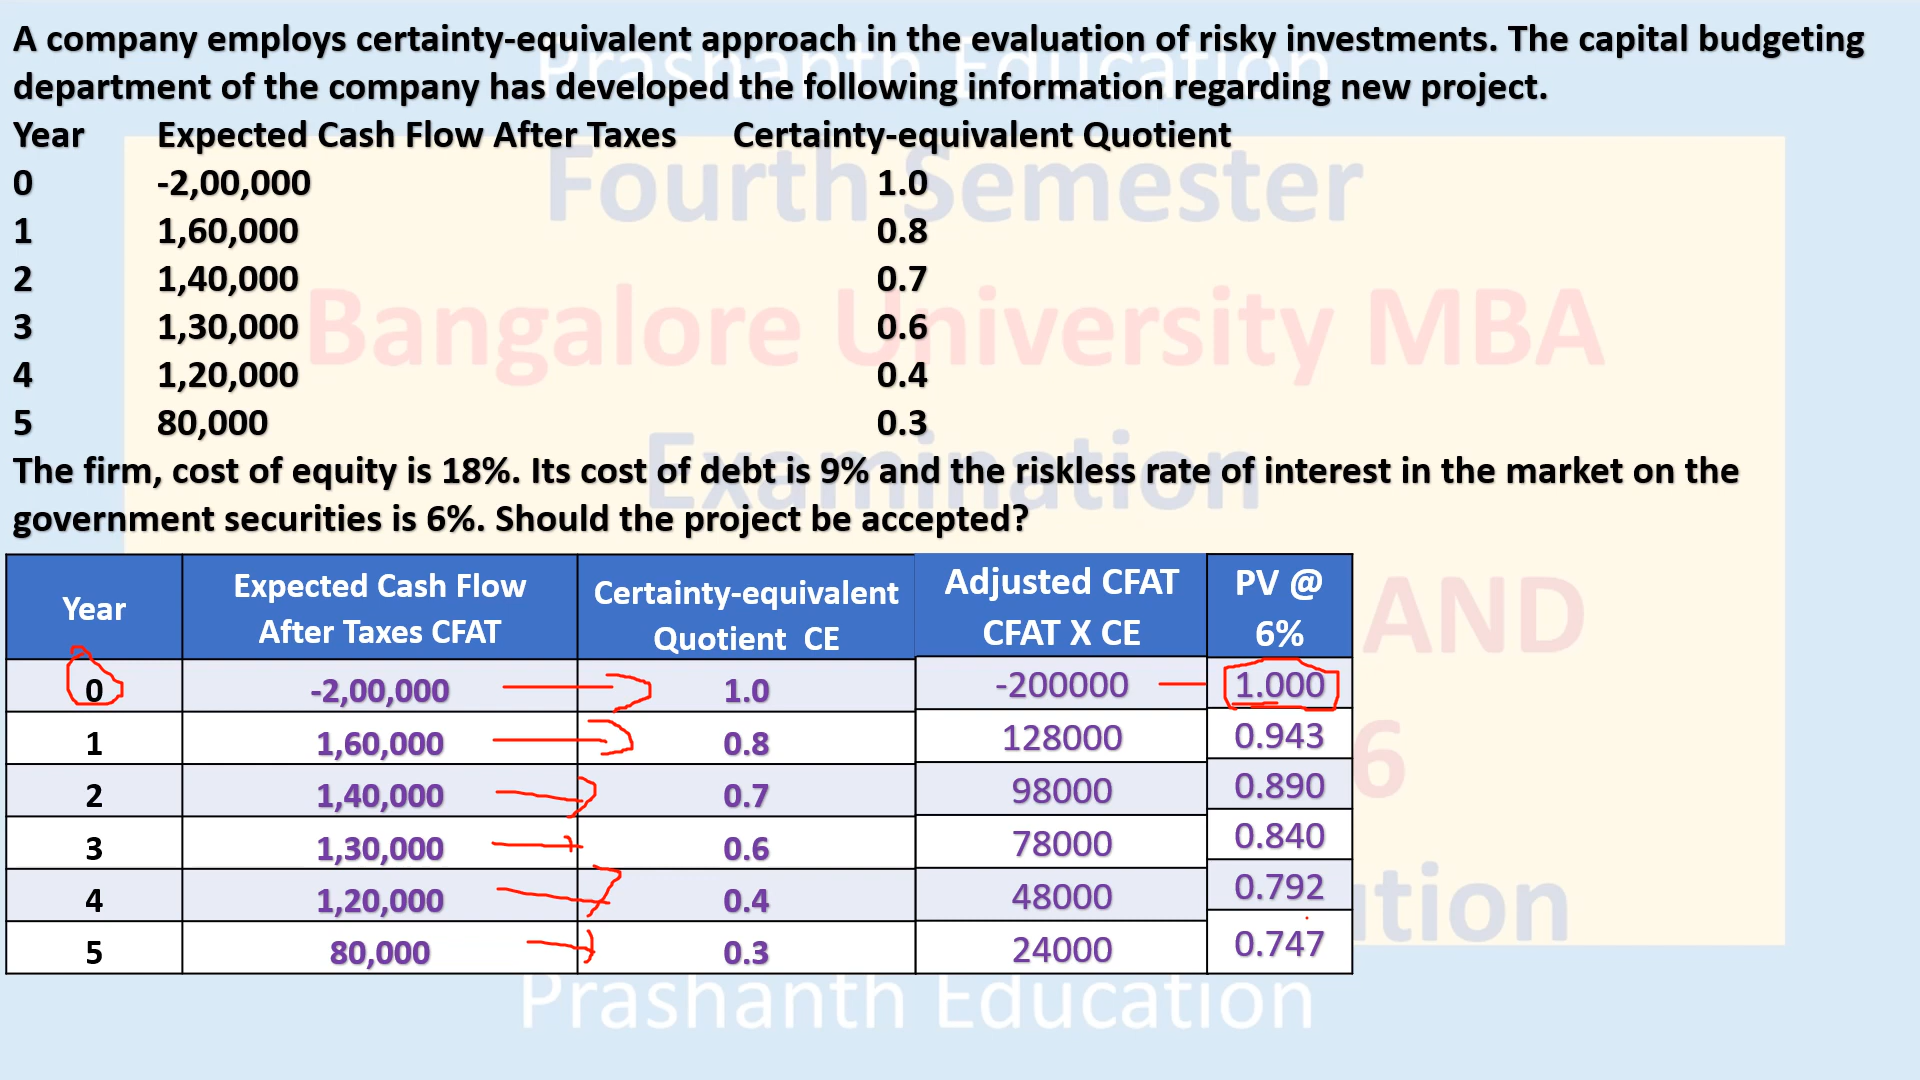 A company employs certainty-equivalent approach in the evaluation of risky investments. The capital budgeting
department of the company has developed the following information regarding new project.
Year Expected Cash Flow After Taxes Certainty-equivalent Quotient
0 -2,00,000 1.0
1 1,60,000 0.8
2 1,40,000 0.7
3 1,30,000 0.6
4 1,20,000 0.4
5 80,000 0.3
The firm, cost of equity is 18%. Its cost of debt is 9% and the riskless rate of interest in the market on the
government securities is 6%. Should the project be accepted?
Year Expected Cash Flow After Taxes CFAT Certainty-equivalent Quotient CE Adjusted CFAT CFAT X CE PV @ 6%
0 -2,00,000 1.0 -200000 1.000
1 1,60,000 0.8 128000 0.943
2 1,40,000 0.7 98000 0.890
3 1,30,000 0.6 78000 0.840
4 1,20,000 0.4 48000 0.792
5 80,000 0.3 24000 0.747
Prashanth Education
Fourth Semester
Bangalore University MBA
Examination
AND
6
Prashanth Education